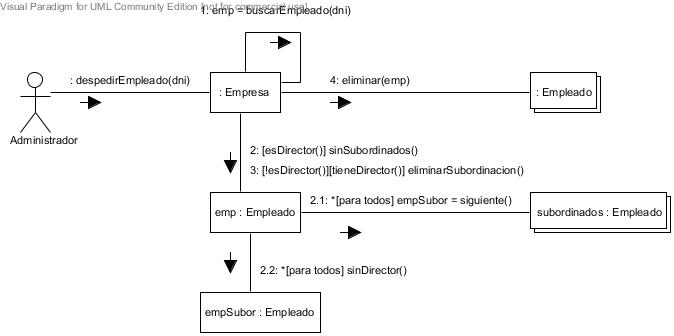 Visual Paradigm for UML Community Edition [not for commercial use]
1: emp = buscarEmpleado(dni)
: despedirEmpleado(dni)
: Empresa
4: eliminar(emp)
: Empleado
Administrador
2: [esDirector()] sinSubordinados()
3: [!esDirector()][tieneDirector()] eliminarSubordinacion()
emp : Empleado
2.1: *[para todos] empSubor = siguiente()
subordinados : Empleado
2.2: *[para todos] sinDirector()
empSubor : Empleado